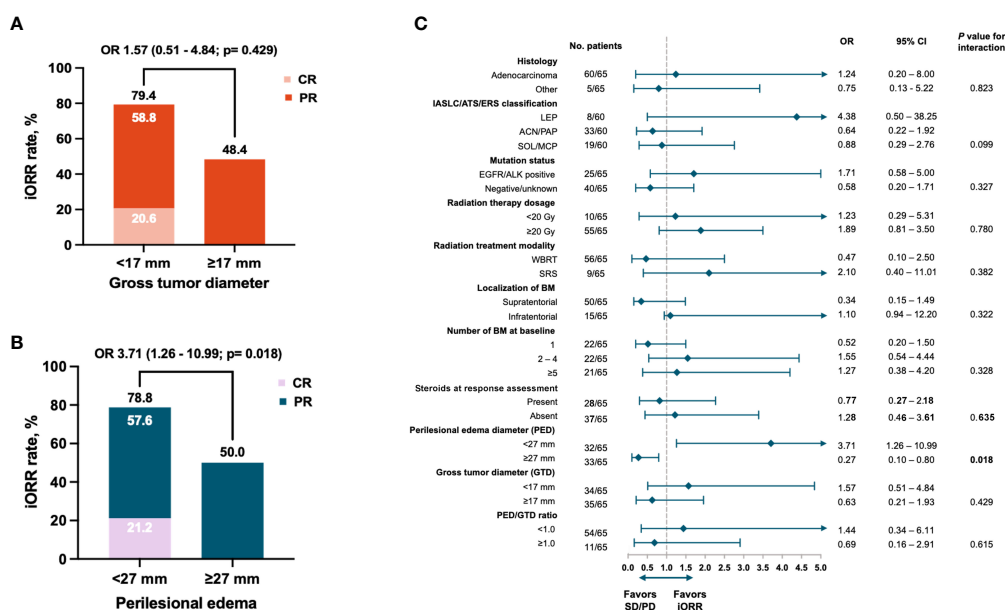 A
OR 1.57 (0.51 - 4.84; p= 0.429)
iORR rate, %
100
80
60
40
20
0
79.4
58.8
20.6
48.4
CR
PR
<17 mm
≥17 mm
Gross tumor diameter
B
OR 3.71 (1.26 - 10.99; p= 0.018)
iORR rate, %
100
80
60
40
20
0
78.8
57.6
21.2
50.0
CR
PR
<27 mm
≥27 mm
Perilesional edema
C
No. patients OR 95% CI P value for interaction
Histology
Adenocarcinoma 60/65 1.24 0.20 - 8.00
Other 5/65 0.75 0.13 - 5.22 0.823
IASLC/ATS/ERS classification
LEP 8/60 4.38 0.50 - 38.25
ACN/PAP 33/60 0.64 0.22 - 1.92
SOL/MCP 19/60 0.88 0.29 - 2.76 0.099
Mutation status
EGFR/ALK positive 25/65 1.71 0.58 - 5.00
Negative/unknown 40/65 0.58 0.20 - 1.71 0.327
Radiation therapy dosage
<20 Gy 10/65 1.23 0.29 - 5.31
≥20 Gy 55/65 1.89 0.81 - 3.50 0.780
Radiation treatment modality
WBRT 56/65 0.47 0.10 - 2.50
SRS 9/65 2.10 0.40 - 11.01 0.382
Localization of BM
Supratentorial 50/65 0.34 0.15 – 1.49
Infratentorial 15/65 1.10 0.94 – 12.20 0.322
Number of BM at baseline
1 22/65 0.52 0.20 – 1.50
2 – 4 22/65 1.55 0.54 – 4.44
≥5 21/65 1.27 0.38 – 4.20 0.328
Steroids at response assessment
Present 28/65 0.77 0.27 – 2.18
Absent 37/65 1.28 0.46 – 3.61 0.635
Perilesional edema diameter (PED)
<27 mm 32/65 3.71 1.26 – 10.99
≥27 mm 33/65 0.27 0.10 – 0.80 0.018
Gross tumor diameter (GTD)
<17 mm 34/65 1.57 0.51 – 4.84
≥17 mm 35/65 0.63 0.21 – 1.93 0.429
PED/GTD ratio
<1.0 54/65 1.44 0.34 – 6.11
≥1.0 11/65 0.69 0.16 – 2.91 0.615
0.0 0.5 1.0 1.5 2.0 2.5 3.0 3.5 4.0 4.5 5.0
Favors SD/PD
Favors iORR